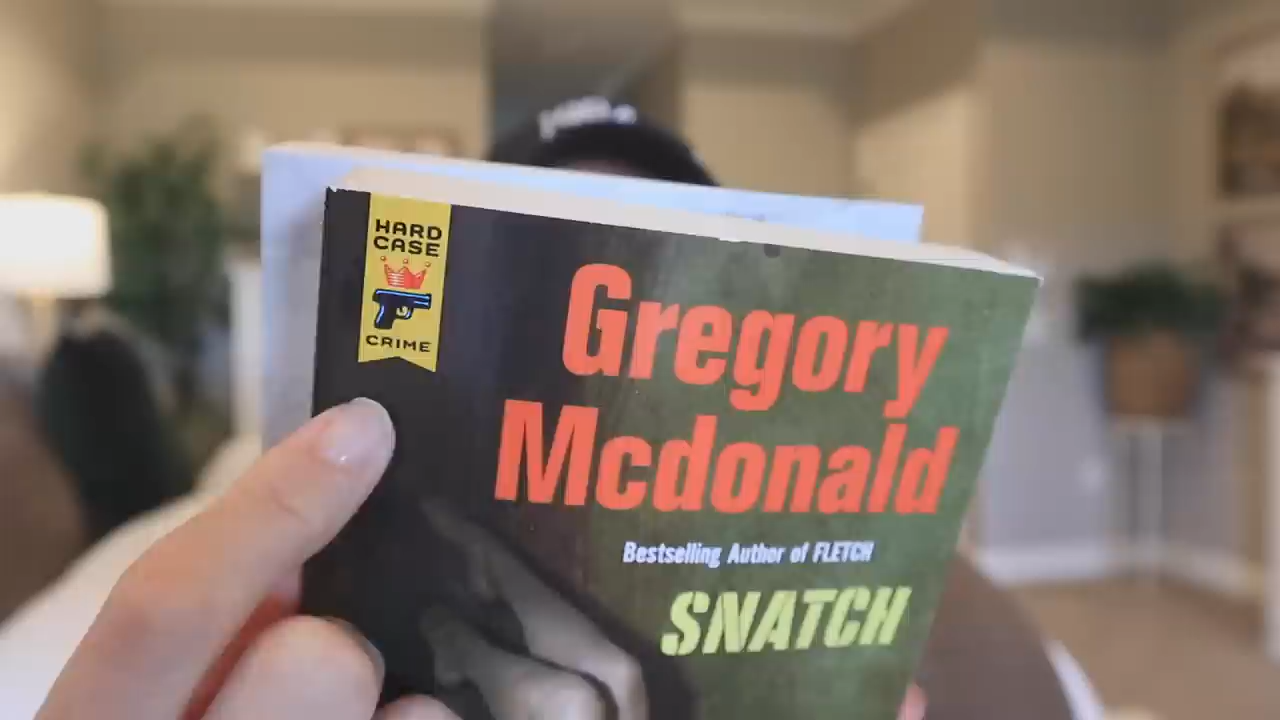 HARD
CASE
CRIME
Gregory
Mcdonald
Bestselling Author of FLETCH
SNATCH